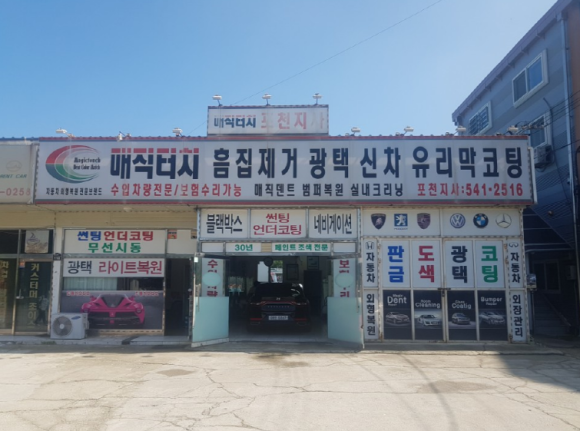 매직터치 포천지사
매직터치 흠집제거 광택 신차 유리막코팅
Magictouch
수입차량전문/보험수리가능 매직덴트 범퍼복원 실내크리닝 포천지사:541-2516
블랙박스
썬팅
언더코팅
네비게이션
30년
페인트 조색 전문
썬팅 언더코팅
무선시동
광택 라이트복원
판금
도색
광택
코팅
자동차
외형복원
자동차
외장관리
Dent
Cleaning
Coating
Bumper